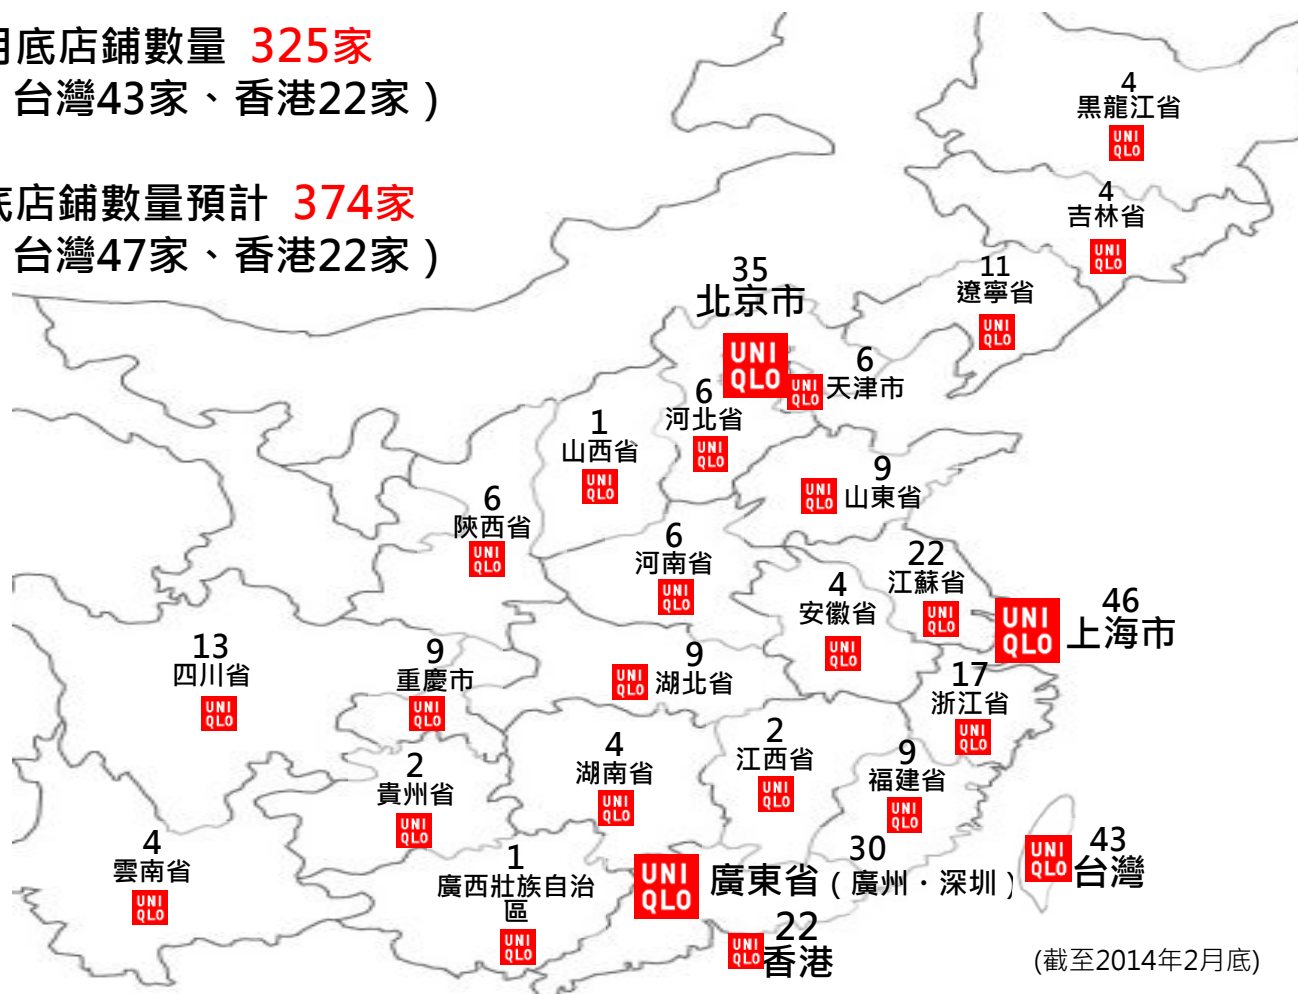 月底店鋪數量 325家
台灣43家、香港22家）
底店鋪數量預計 374家
台灣47家、香港22家）
4
黒龍江省
UNI
QLO
4
吉林省
UNI
QLO
11
遼寧省
UNI
QLO
35
北京市
UNI
QLO
6
天津市
UNI
QLO
6
河北省
UNI
QLO
1
山西省
UNI
QLO
9
山東省
UNI
QLO
6
陝西省
UNI
QLO
6
河南省
UNI
QLO
22
江蘇省
UNI
QLO
4
安徽省
UNI
QLO
46
上海市
UNI
QLO
13
四川省
UNI
QLO
9
重慶市
UNI
QLO
9
湖北省
UNI
QLO
17
浙江省
UNI
QLO
2
貴州省
UNI
QLO
4
湖南省
UNI
QLO
2
江西省
UNI
QLO
9
福建省
UNI
QLO
4
雲南省
UNI
QLO
1
廣西壯族自治
區
UNI
QLO
30
廣東省（廣州・深圳）
UNI
QLO
43
台灣
UNI
QLO
22
香港
UNI
QLO
(截至2014年2月底)